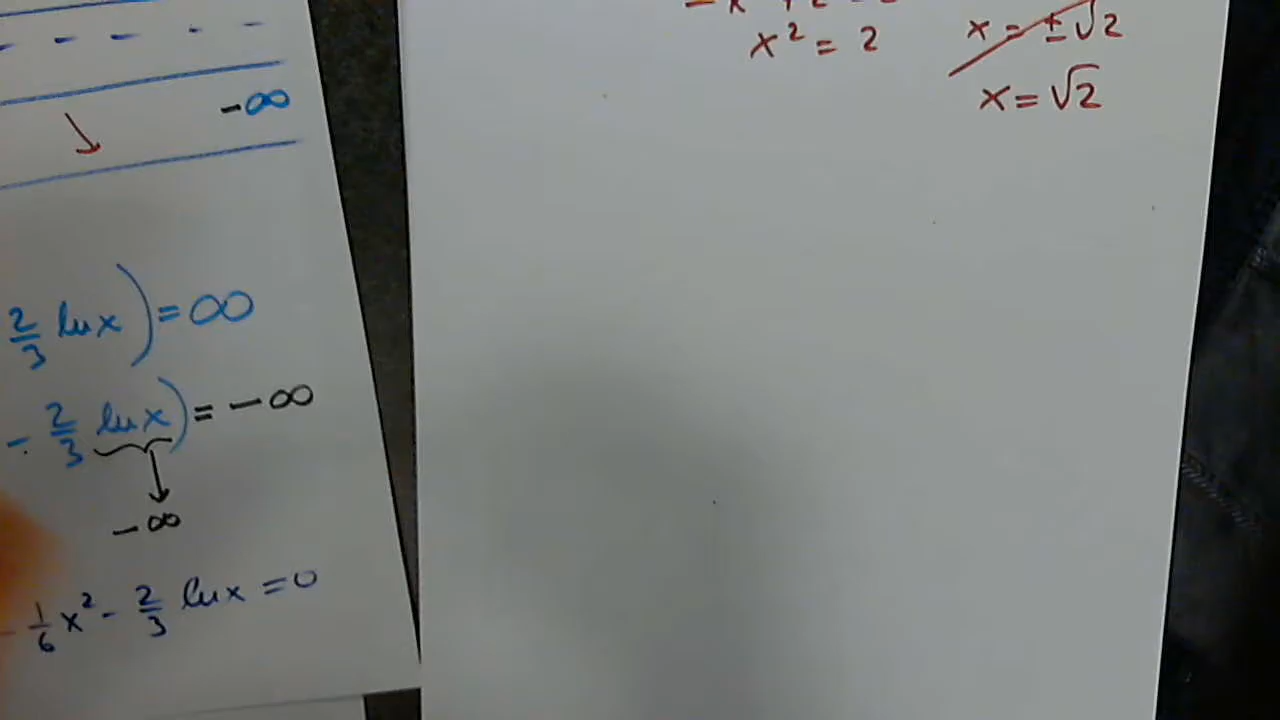 -∞
2/3 ln x) = ∞
- 2/3 ln x) = -∞
-∞
- 1/6 x² - 2/3 ln x = 0
x² = 2
x = ±√2
x = √2